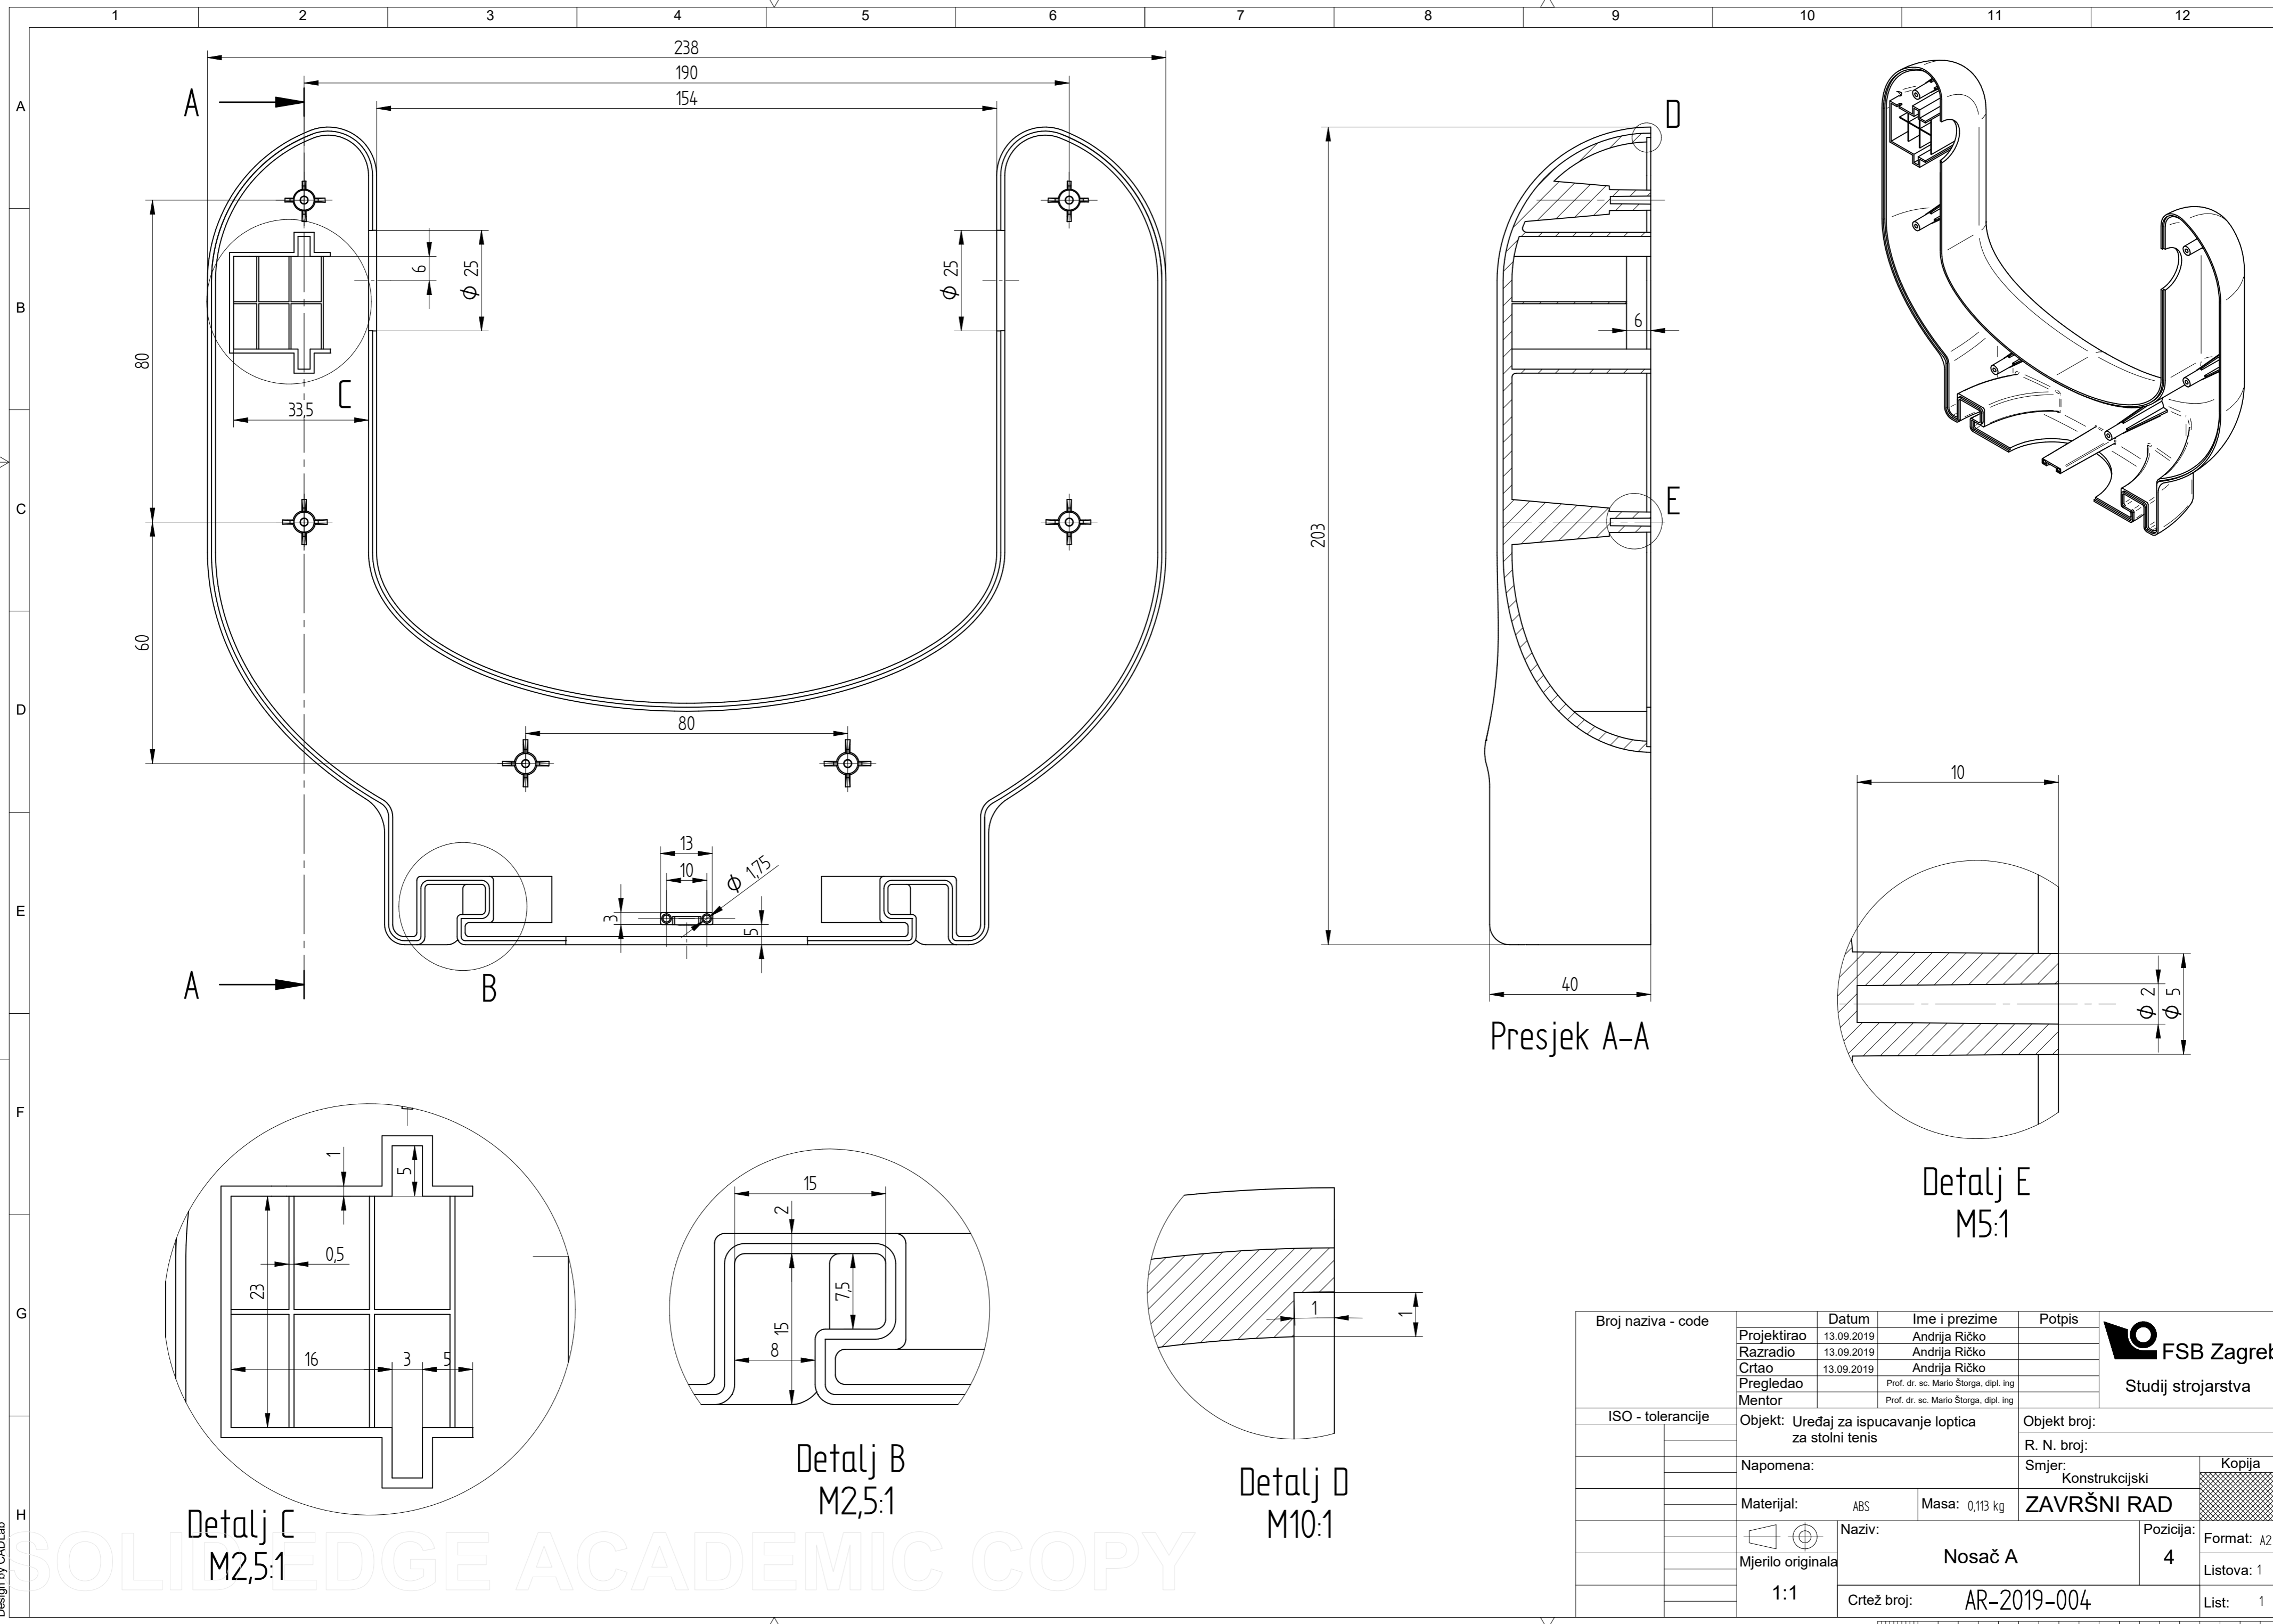 1 2 3 4 5 6 7 8 9 10 11 12
A
B
C
D
E
F
G
H
238
190
154
A
80
60
33,5
C
6
ϕ 25
ϕ 25
80
13
10
ϕ 1,75
3
5
B
A
D
203
6
E
40
Presjek A-A
10
ϕ 2
ϕ 5
Detalj E
M5:1
1
5
0,5
23
16
3
5
Detalj C
M2,5:1
15
2
7,5
15
8
Detalj B
M2,5:1
1
1
Detalj D
M10:1
Broj naziva - code
Datum Ime i prezime Potpis
Projektirao 13.09.2019 Andrija Ričko
Razradio 13.09.2019 Andrija Ričko
Crtao 13.09.2019 Andrija Ričko
Pregledao Prof. dr. sc. Mario Štorga, dipl. ing
Mentor Prof. dr. sc. Mario Štorga, dipl. ing
FSB Zagreb
Studij strojarstva
ISO - tolerancije
Objekt: Uređaj za ispucavanje loptica
za stolni tenis
Objekt broj:
R. N. broj:
Napomena:
Smjer:
Konstrukcijski
Kopija
Materijal: ABS
Masa: 0,113 kg
ZAVRŠNI RAD
Naziv:
Nosač A
Pozicija:
4
Format: A2
Mjerilo originala
1:1
Listova: 1
Crtež broj: AR-2019-004
List: 1
Design by CADLab
SOLID EDGE ACADEMIC COPY